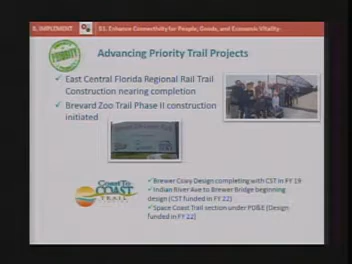 3. IMPLEMENT
S1. Enhance Connectivity for People, Goods, and Economic Vitality.
PRIORITY
Advancing Priority Trail Projects
✓ East Central Florida Regional Rail Trail
Construction nearing completion
✓ Brevard Zoo Trail Phase II construction
initiated
Coast To
COAST
TRAIL
✓Brewer Cswy Design completing with CST in FY 19
✓Indian River Ave to Brewer Bridge beginning
design (CST funded in FY 22)
✓Space Coast Trail section under PD&E (Design
funded in FY 22)